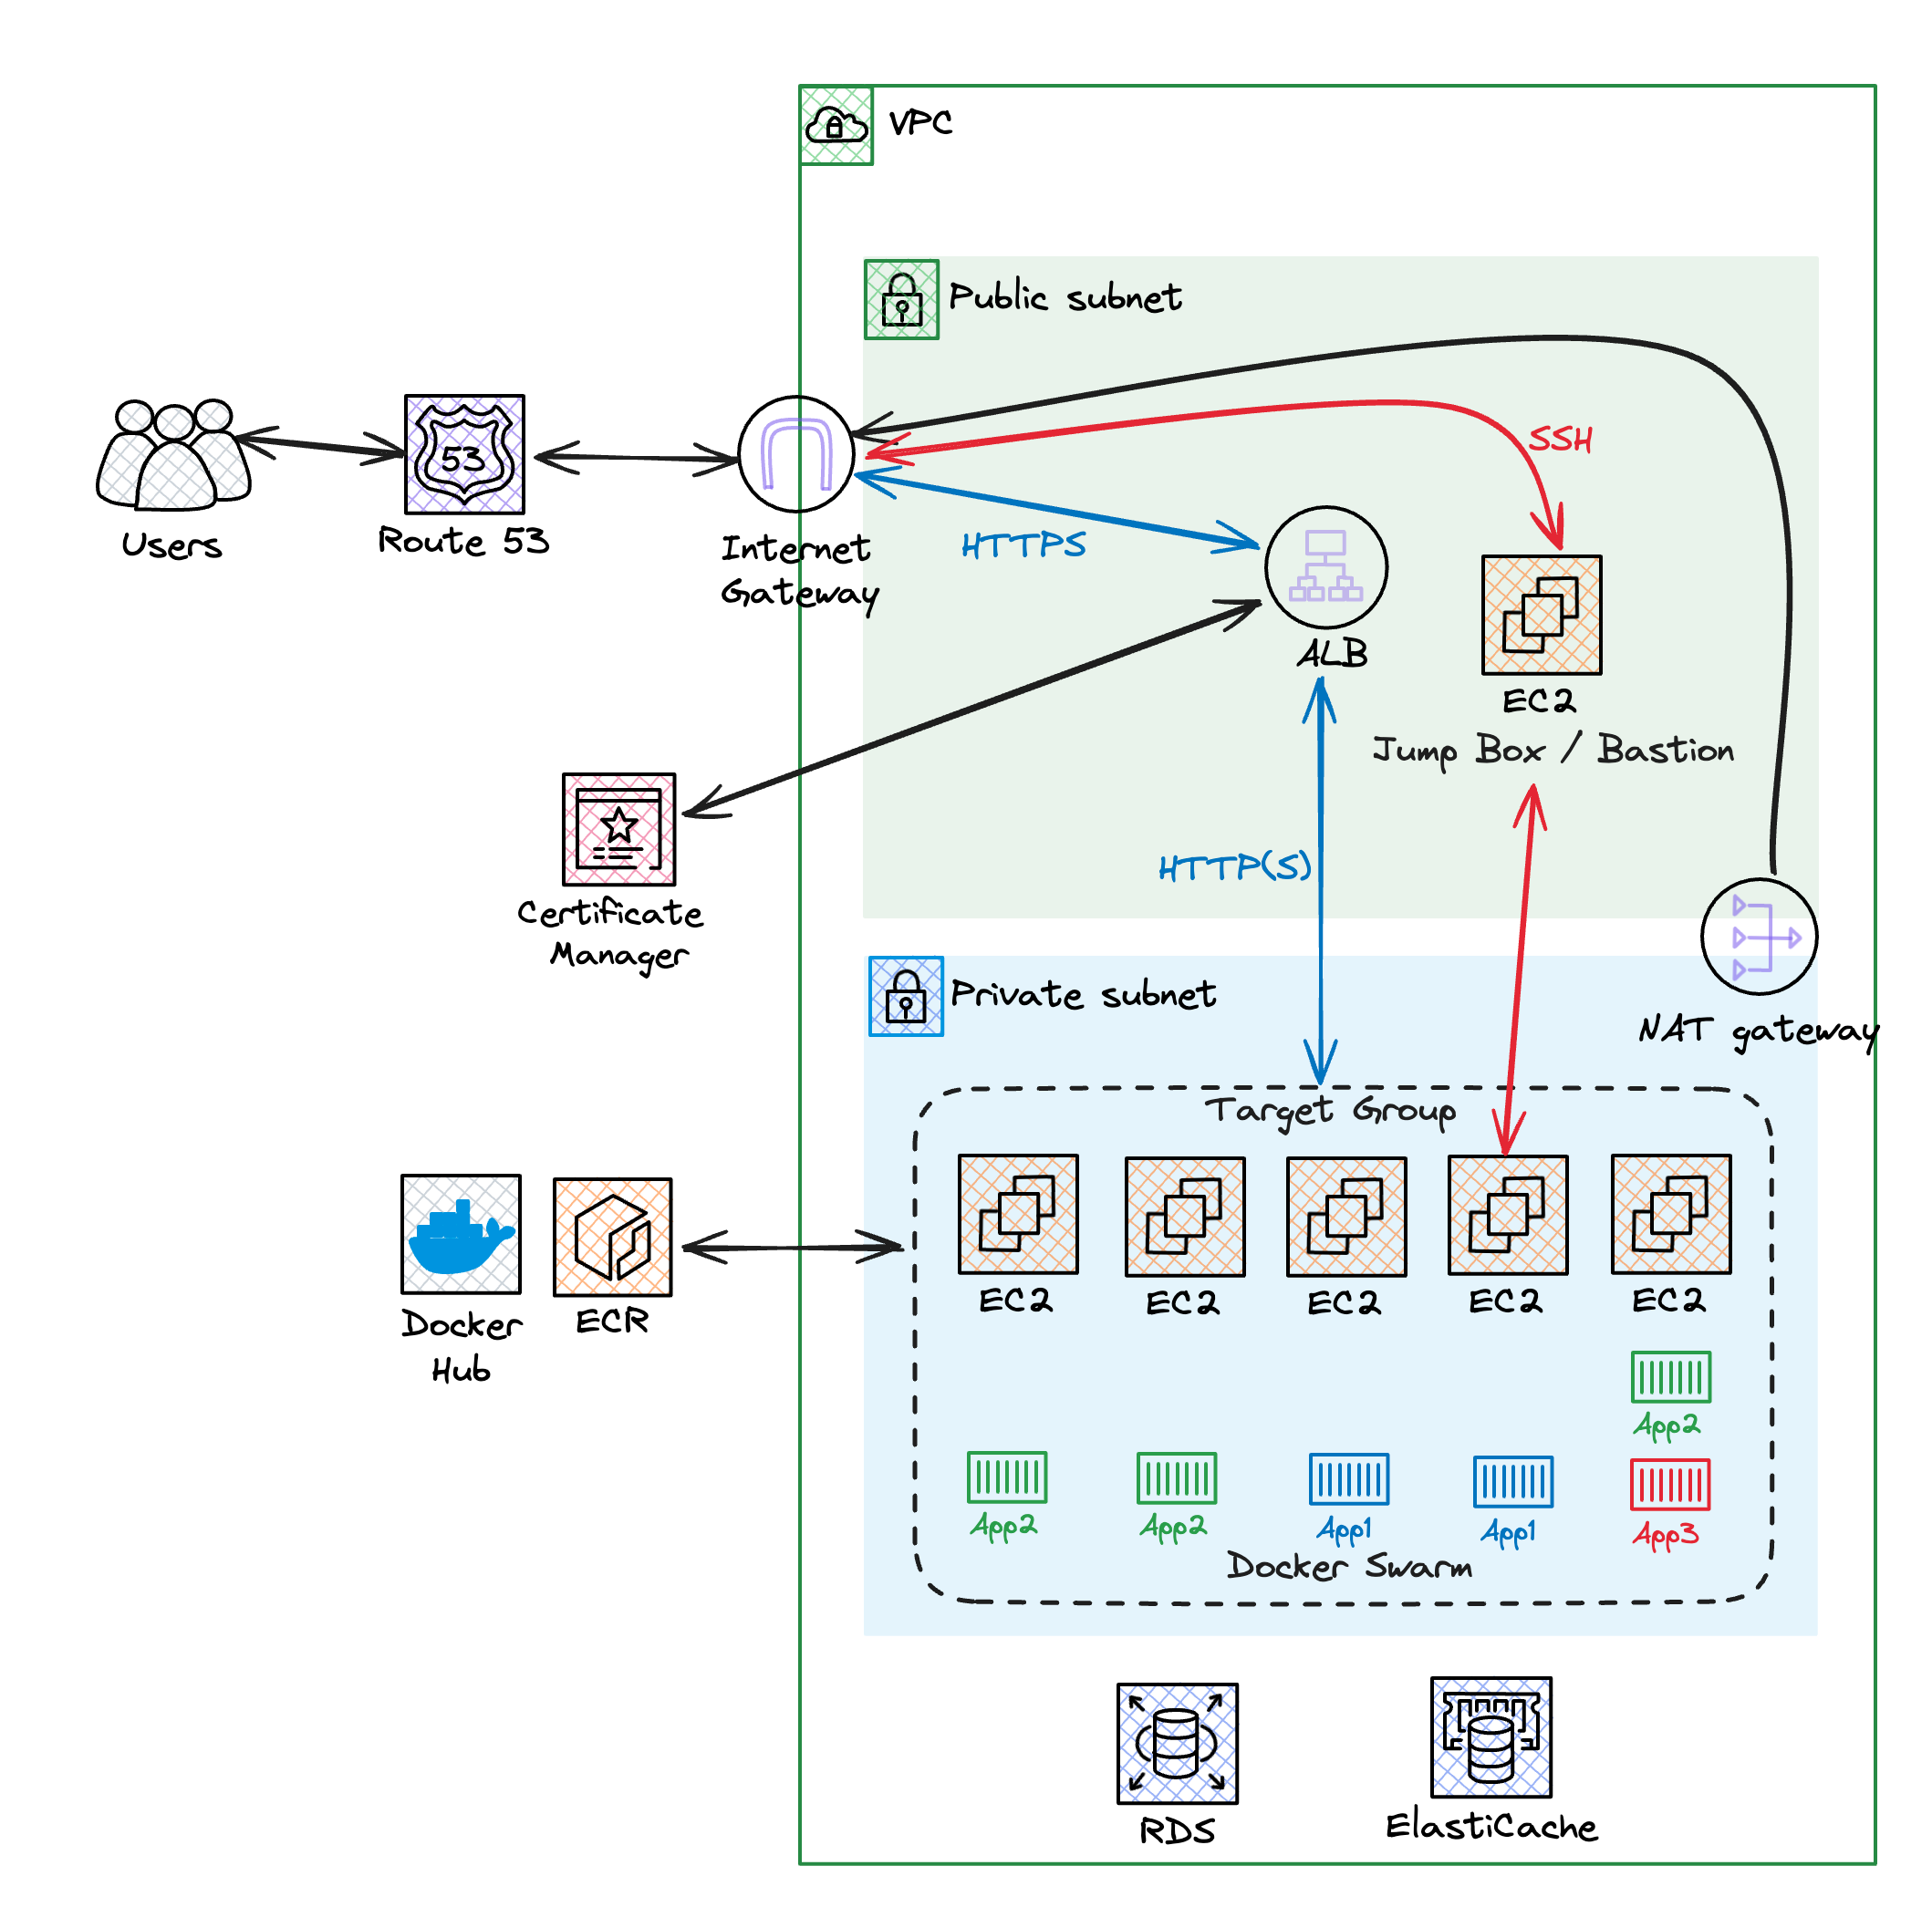 VPC
Public subnet
SSH
53
Users
Route 53
Internet
Gateway
HTTPS
ALB
EC2
Jump Box / Bastion
HTTP(S)
Certificate
Manager
Private subnet
NAT gateway
Target Group
EC2
EC2
EC2
EC2
EC2
Docker
Hub
ECR
App2
App2
App2
App1
App1
App3
Docker Swarm
RDS
ElastiCache